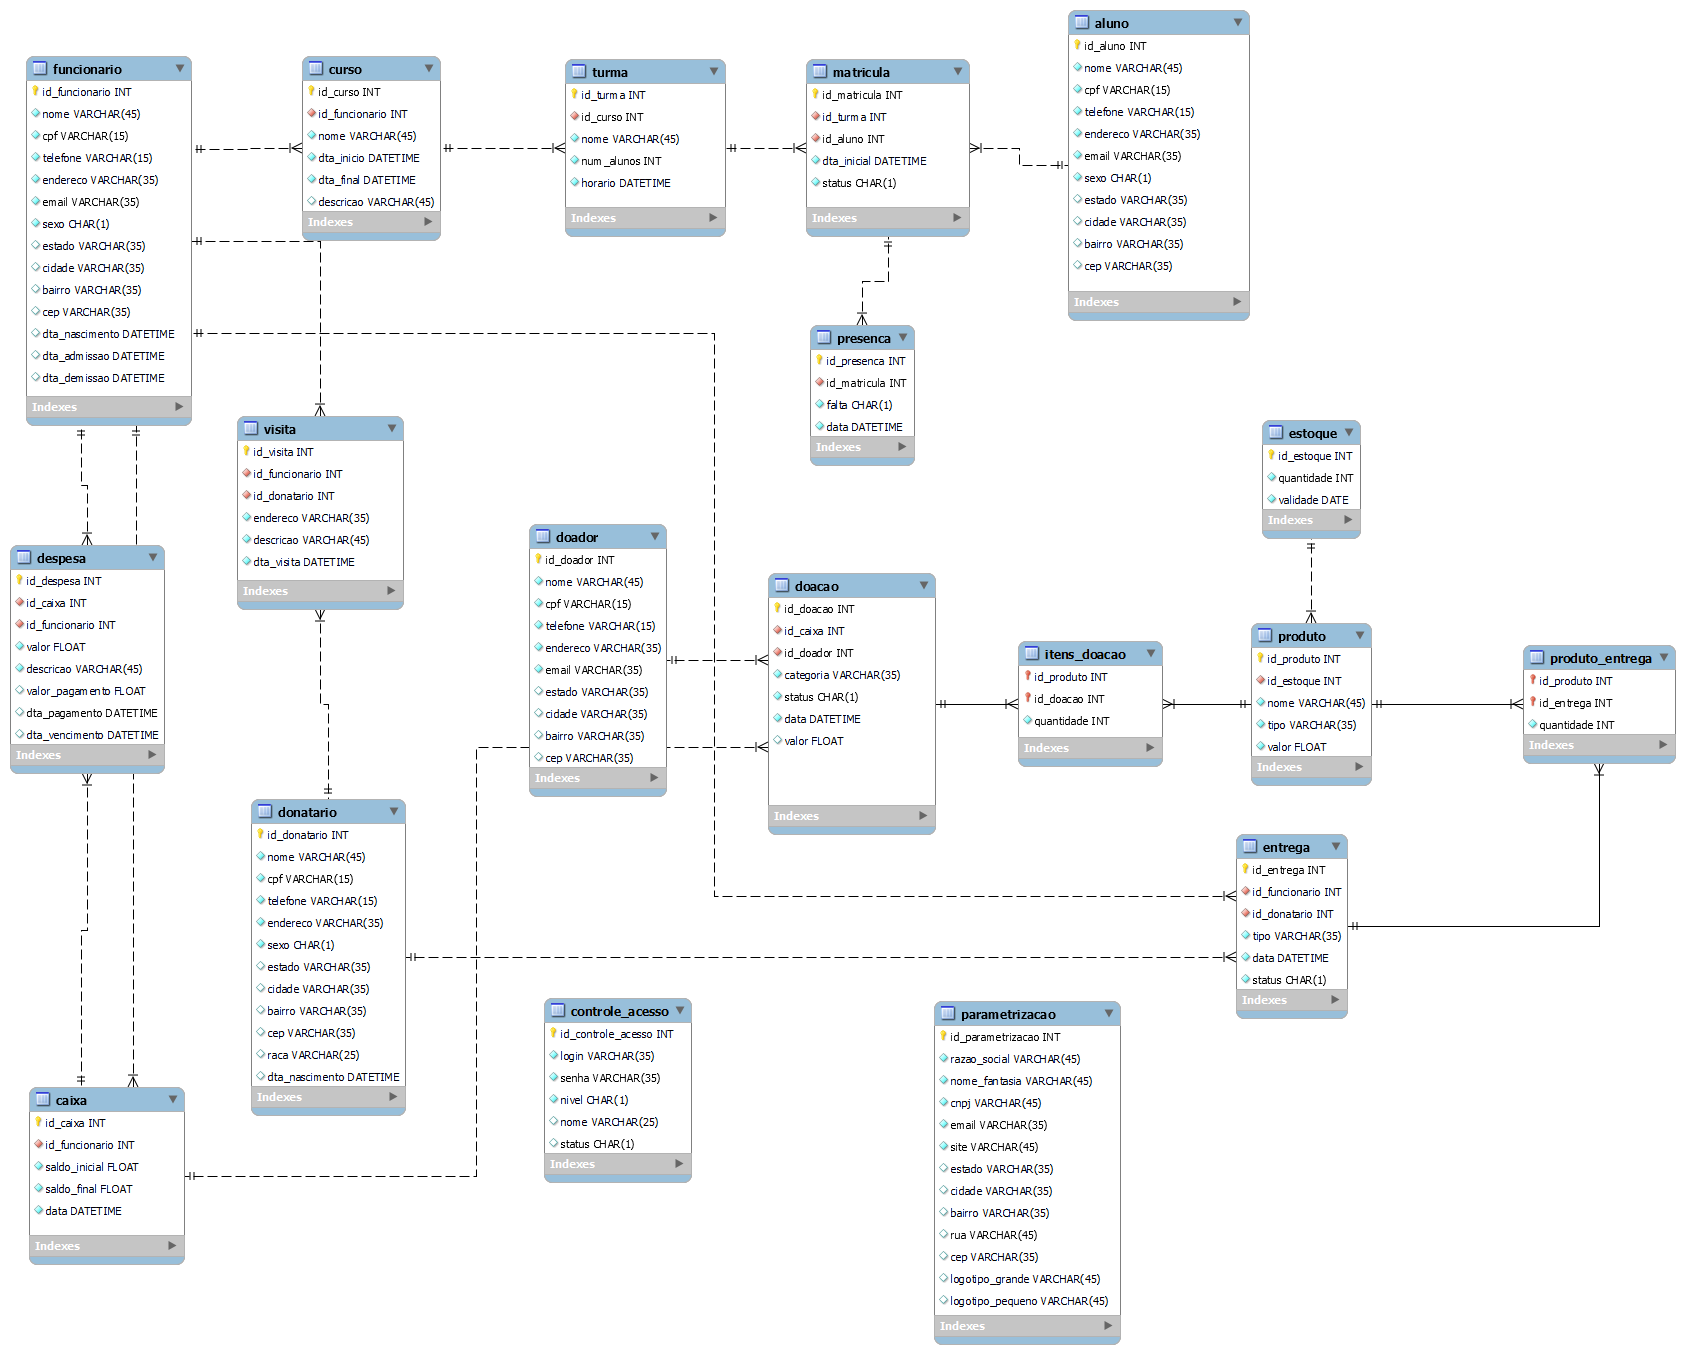 funcionario
id_funcionario INT
nome VARCHAR(45)
cpf VARCHAR(15)
telefone VARCHAR(15)
endereco VARCHAR(35)
email VARCHAR(35)
sexo CHAR(1)
estado VARCHAR(35)
cidade VARCHAR(35)
bairro VARCHAR(35)
cep VARCHAR(35)
dta_nascimento DATETIME
dta_admissao DATETIME
dta_demissao DATETIME
Indexes
curso
id_curso INT
id_funcionario INT
nome VARCHAR(45)
dta_inicio DATETIME
dta_final DATETIME
descricao VARCHAR(45)
Indexes
turma
id_turma INT
id_curso INT
nome VARCHAR(45)
num_alunos INT
horario DATETIME
Indexes
matricula
id_matricula INT
id_turma INT
id_aluno INT
dta_inicial DATETIME
status CHAR(1)
Indexes
aluno
id_aluno INT
nome VARCHAR(45)
cpf VARCHAR(15)
telefone VARCHAR(15)
endereco VARCHAR(35)
email VARCHAR(35)
sexo CHAR(1)
estado VARCHAR(35)
cidade VARCHAR(35)
bairro VARCHAR(35)
cep VARCHAR(35)
Indexes
presenca
id_presenca INT
id_matricula INT
falta CHAR(1)
data DATETIME
Indexes
visita
id_visita INT
id_funcionario INT
id_donatario INT
endereco VARCHAR(35)
descricao VARCHAR(45)
dta_visita DATETIME
Indexes
estoque
id_estoque INT
quantidade INT
validade DATE
Indexes
despesa
id_despesa INT
id_caixa INT
id_funcionario INT
valor FLOAT
descricao VARCHAR(45)
valor_pagamento FLOAT
dta_pagamento DATETIME
dta_vencimento DATETIME
Indexes
doador
id_doador INT
nome VARCHAR(45)
cpf VARCHAR(15)
telefone VARCHAR(15)
endereco VARCHAR(35)
email VARCHAR(35)
estado VARCHAR(35)
cidade VARCHAR(35)
bairro VARCHAR(35)
cep VARCHAR(35)
Indexes
doacao
id_doacao INT
id_caixa INT
id_doador INT
categoria VARCHAR(35)
status CHAR(1)
data DATETIME
valor FLOAT
Indexes
itens_doacao
id_produto INT
id_doacao INT
quantidade INT
Indexes
produto
id_produto INT
id_estoque INT
nome VARCHAR(45)
tipo VARCHAR(35)
valor FLOAT
Indexes
produto_entrega
id_produto INT
id_entrega INT
quantidade INT
Indexes
donatario
id_donatario INT
nome VARCHAR(45)
cpf VARCHAR(15)
telefone VARCHAR(15)
endereco VARCHAR(35)
sexo CHAR(1)
estado VARCHAR(35)
cidade VARCHAR(35)
bairro VARCHAR(35)
cep VARCHAR(35)
raca VARCHAR(25)
dta_nascimento DATETIME
Indexes
entrega
id_entrega INT
id_funcionario INT
id_donatario INT
tipo VARCHAR(35)
data DATETIME
status CHAR(1)
Indexes
controle_acesso
id_controle_acesso INT
login VARCHAR(35)
senha VARCHAR(35)
nivel CHAR(1)
nome VARCHAR(25)
status CHAR(1)
Indexes
parametrizacao
id_parametrizacao INT
razao_social VARCHAR(45)
nome_fantasia VARCHAR(45)
cnpj VARCHAR(45)
email VARCHAR(35)
site VARCHAR(45)
estado VARCHAR(35)
cidade VARCHAR(35)
bairro VARCHAR(35)
rua VARCHAR(45)
cep VARCHAR(35)
logotipo_grande VARCHAR(45)
logotipo_pequeno VARCHAR(45)
Indexes
caixa
id_caixa INT
id_funcionario INT
saldo_inicial FLOAT
saldo_final FLOAT
data DATETIME
Indexes